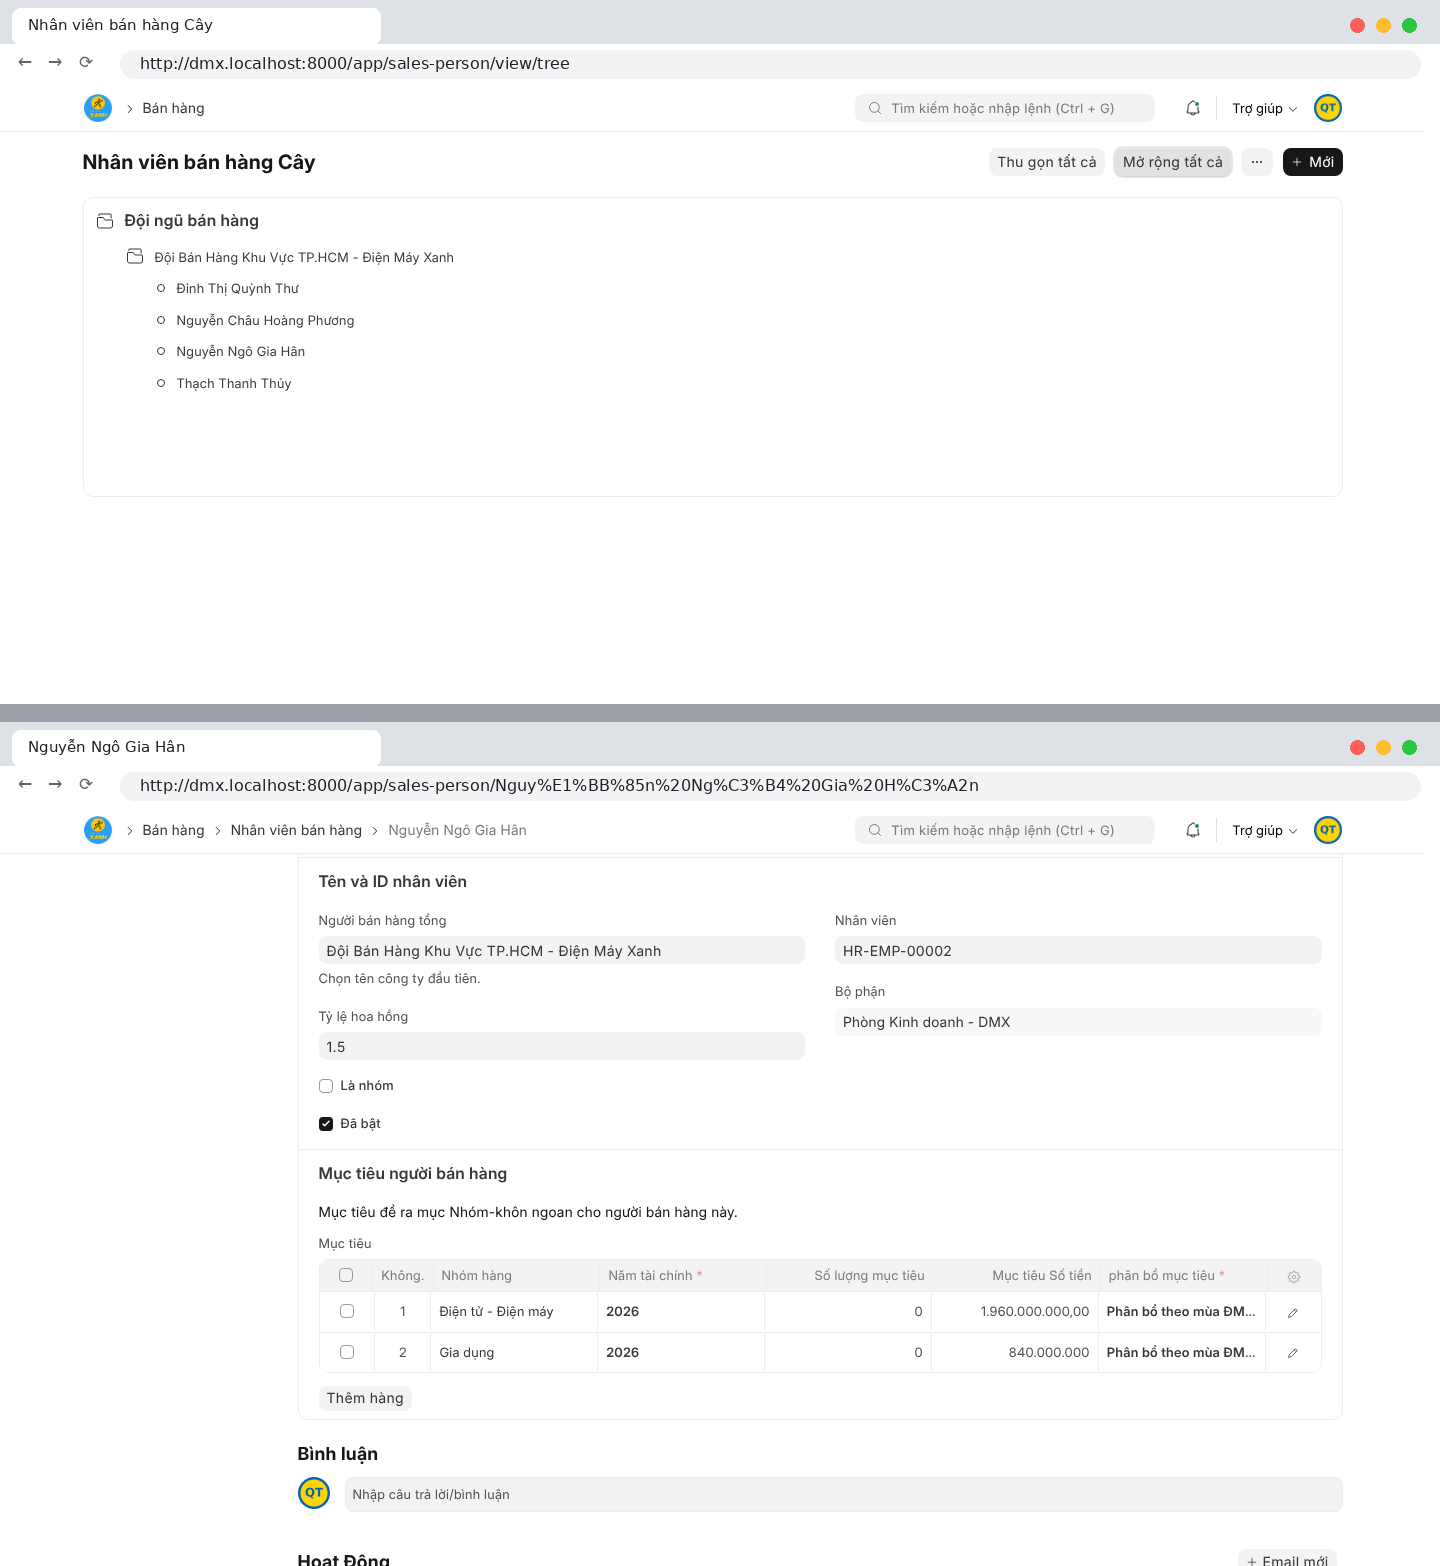 Nhân viên bán hàng Cây
http://dmx.localhost:8000/app/sales-person/view/tree
XANH Bán hàng Tìm kiếm hoặc nhập lệnh (Ctrl + G) Trợ giúp QT
Nhân viên bán hàng Cây Thu gọn tất cả Mở rộng tất cả ··· + Mới
Đội ngũ bán hàng
Đội Bán Hàng Khu Vực TP.HCM - Điện Máy Xanh
Đinh Thị Quỳnh Thư
Nguyễn Châu Hoàng Phương
Nguyễn Ngô Gia Hân
Thạch Thanh Thủy
Nguyễn Ngô Gia Hân
http://dmx.localhost:8000/app/sales-person/Nguy%E1%BB%85n%20Ng%C3%B4%20Gia%20H%C3%A2n
XANH Bán hàng Nhân viên bán hàng Nguyễn Ngô Gia Hân Tìm kiếm hoặc nhập lệnh (Ctrl + G) Trợ giúp QT
Tên và ID nhân viên
Người bán hàng tổng Nhân viên
Đội Bán Hàng Khu Vực TP.HCM - Điện Máy Xanh HR-EMP-00002
Chọn tên công ty đầu tiên.
Bộ phận
Tỷ lệ hoa hồng Phòng Kinh doanh - DMX
1.5
Là nhóm
Đã bật
Mục tiêu người bán hàng
Mục tiêu đề ra mục Nhóm-khôn ngoan cho người bán hàng này.
Mục tiêu
Không. Nhóm hàng Năm tài chính * Số lượng mục tiêu Mục tiêu Số tiền phân bổ mục tiêu *
1 Điện tử - Điện máy 2026 0 1.960.000.000,00 Phân bổ theo mùa ĐM...
2 Gia dụng 2026 0 840.000.000 Phân bổ theo mùa ĐM...
Thêm hàng
Bình luận
QT Nhập câu trả lời/bình luận
Hoạt Động + Email mới